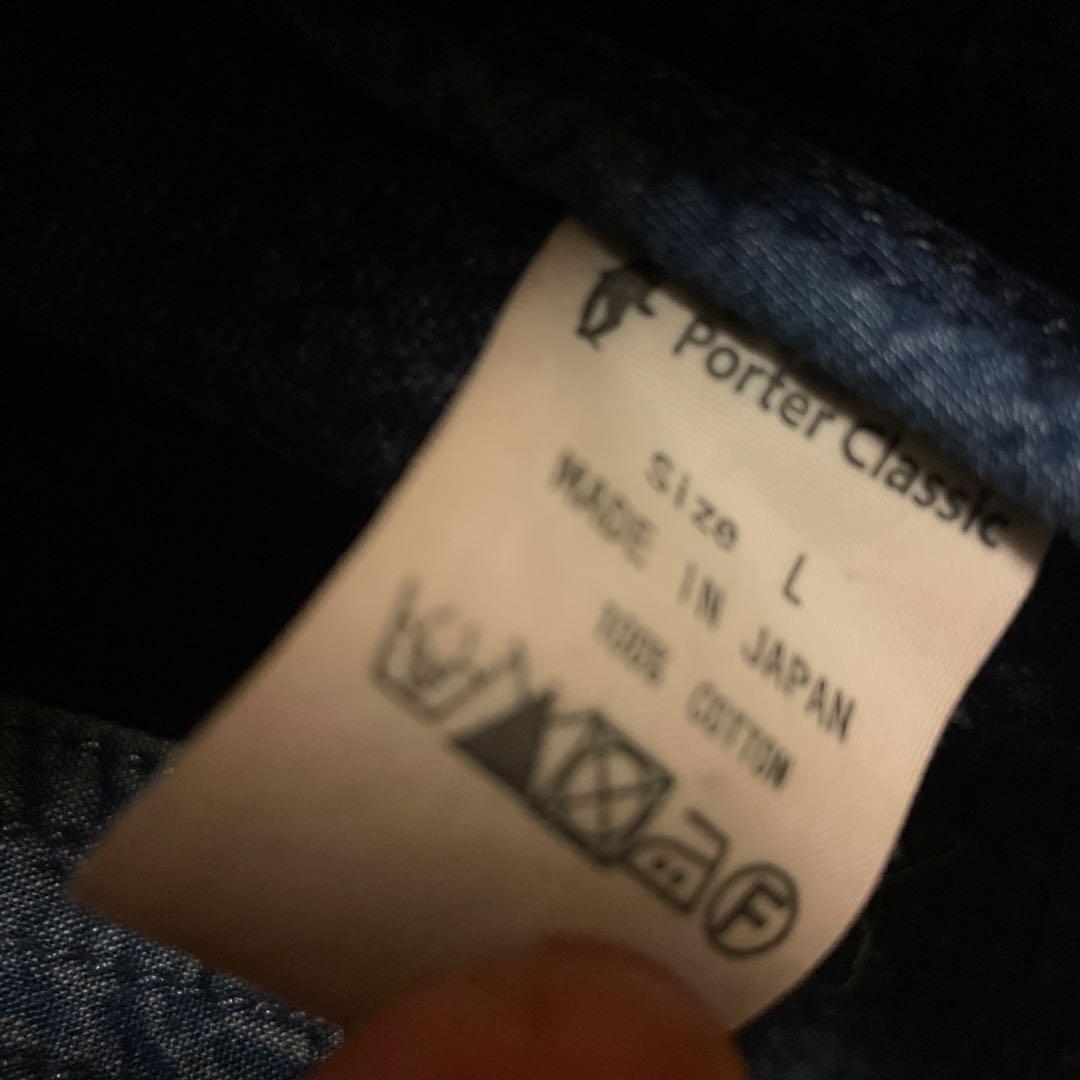 Porter Classic
Size L
MADE IN JAPAN
100% COTTON
F